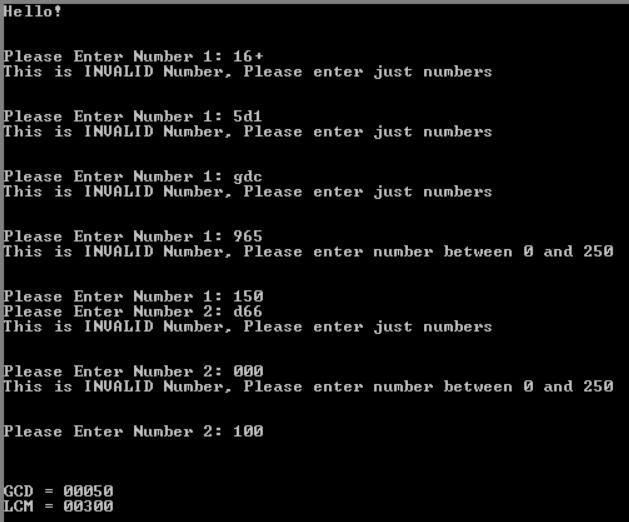 Hello!
Please Enter Number 1: 16+
This is INVALID Number, Please enter just numbers
Please Enter Number 1: 5d1
This is INVALID Number, Please enter just numbers
Please Enter Number 1: gdc
This is INVALID Number, Please enter just numbers
Please Enter Number 1: 965
This is INVALID Number, Please enter number between 0 and 250
Please Enter Number 1: 150
Please Enter Number 2: d66
This is INVALID Number, Please enter just numbers
Please Enter Number 2: 000
This is INVALID Number, Please enter number between 0 and 250
Please Enter Number 2: 100
GCD = 00050
LCM = 00300